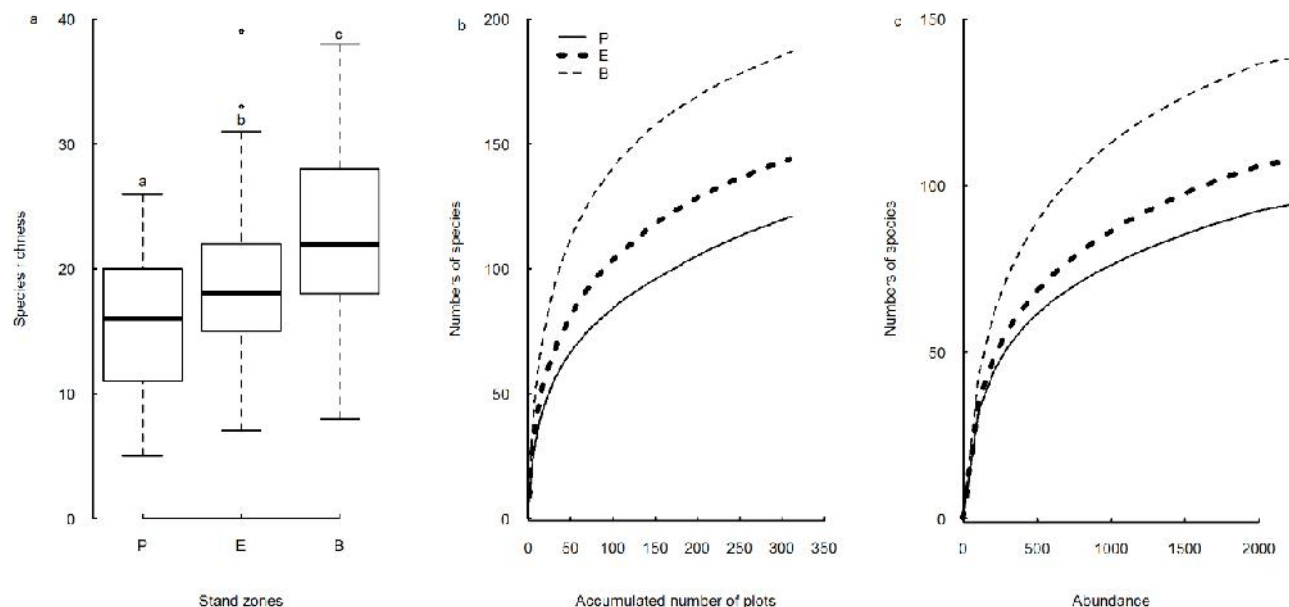 a
40
30
20
10
0
Species richness
a
b
c
P
E
B
Stand zones
b
200
150
100
50
0
Numbers of species
P
E
B
0 50 100 150 200 250 300 350
Accumulated number of plots
c
150
100
50
0
Numbers of species
0 500 1000 1500 2000
Abundance